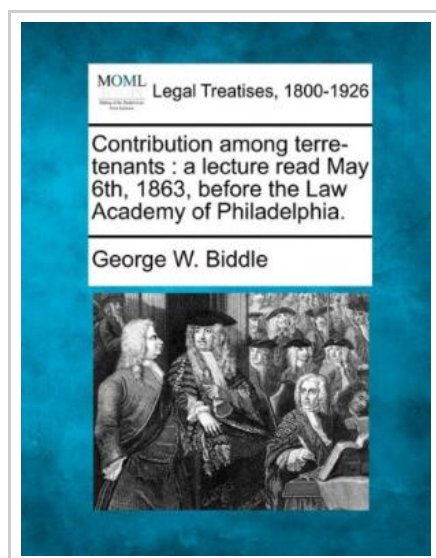 MOML
Legal Treatises, 1800-1926
Contribution among terre-
tenants : a lecture read May
6th, 1863, before the Law
Academy of Philadelphia.
George W. Biddle